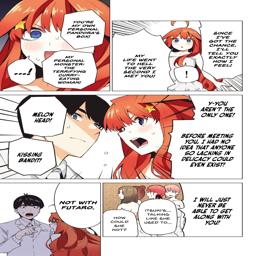 SINCE
I'VE
GOT THE
CHANCE,
I'LL
TELL YOU
EXACTLY
HOW I
FEEL!
MY
LIFE WENT
TO HELL
THE VERY
SECOND I
MET YOU!
YOU'RE
MY OWN
PERSONAL
PANDORA'S
BOX!
MY
PERSONAL
MONSTER:
THE
TERRIFYING
CURRY-
EATING
WOMAN!
...!
Y-YOU
AREN'T THE
ONLY ONE!
BEFORE MEETING
YOU, I HAD NO
IDEA THAT ANYONE
SO LACKING IN
DELICACY COULD
EVEN EXIST!
MELON
HEAD!
KISSING
BANDIT!
I WILL
JUST
NEVER
BE ABLE
TO GET
ALONG
WITH YOU!
ITSUKI'S...
TALKING
LIKE SHE
USED TO...
HOW
COULD
SHE
NOT?
NOT
WITH
FUTARO.